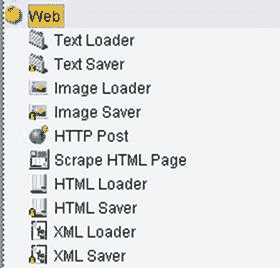 Web
Text Loader
Text Saver
Image Loader
Image Saver
HTTP Post
Scrape HTML Page
HTML Loader
HTML Saver
XML Loader
XML Saver